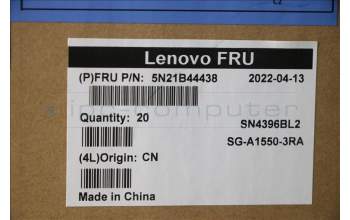 Lenovo FRU
(P)FRU P/N: 5N21B44438 2022-04-13
Quantity: 20 SN4396BL2
SG-A1550-3RA
(4L)Origin: CN
Made in China